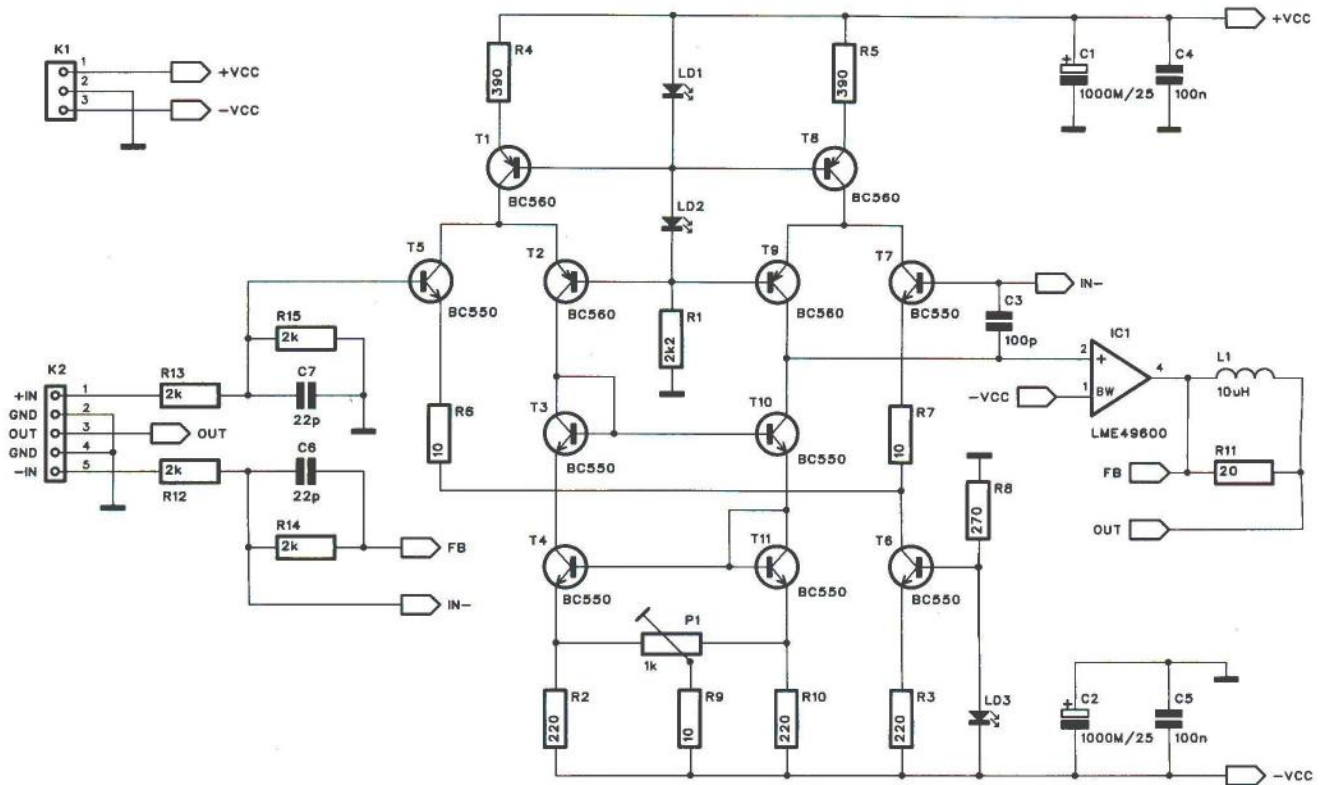 K1
1
2
3
+VCC
-VCC
R4
390
LD1
R5
390
+VCC
C1
+
1000M/25
C4
100n
T1
BC560
T8
BC560
LD2
T5
BC550
T2
BC560
T9
BC560
T7
BC550
IN-
C3
100p
R1
2k2
R15
2k
C7
22p
K2
+IN
1
GND
2
OUT
3
GND
4
-IN
5
R13
2k
OUT
C6
22p
R12
2k
R14
2k
FB
IN-
R6
10
T3
BC550
T10
BC550
R7
10
IC1
2
+
1
BW
4
-VCC
LME49600
L1
10uH
R11
20
FB
OUT
R8
270
T4
BC550
T11
BC550
T6
BC550
P1
1k
R2
220
R9
10
R10
220
R3
220
LD3
C2
+
1000M/25
C5
100n
-VCC